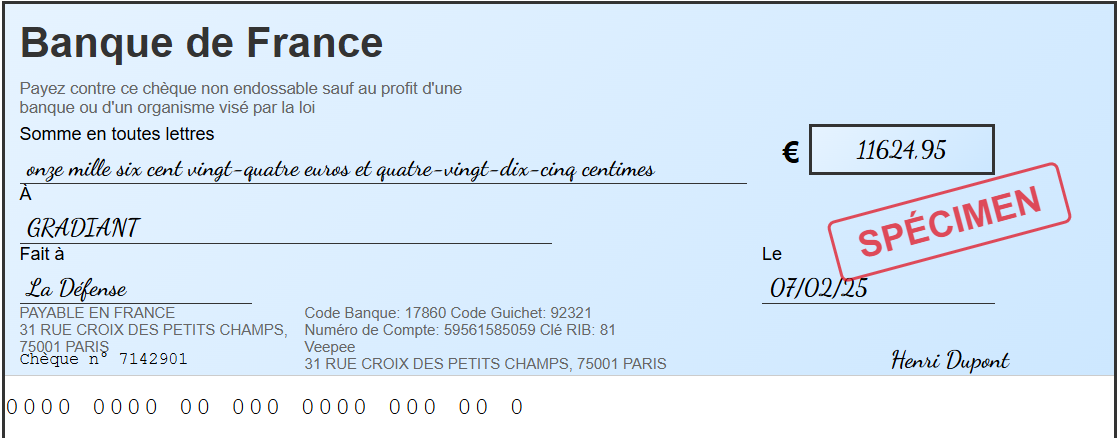 Banque de France
Payez contre ce chèque non endossable sauf au profit d'une
banque ou d'un organisme visé par la loi
Somme en toutes lettres
onze mille six cent vingt-quatre euros et quatre-vingt-dix-cinq centimes
€ 11624.95
À
GRADIANT
SPÉCIMEN
Fait à
Le
La Défense
07/02/25
PAYABLE EN FRANCE
31 RUE CROIX DES PETITS CHAMPS,
75001 PARIS
Chèque n° 7142901
Code Banque: 17860 Code Guichet: 92321
Numéro de Compte: 59561585059 Clé RIB: 81
Veepee
31 RUE CROIX DES PETITS CHAMPS, 75001 PARIS
Henri Dupont
0000 0000 00 000 0000 000 00 0